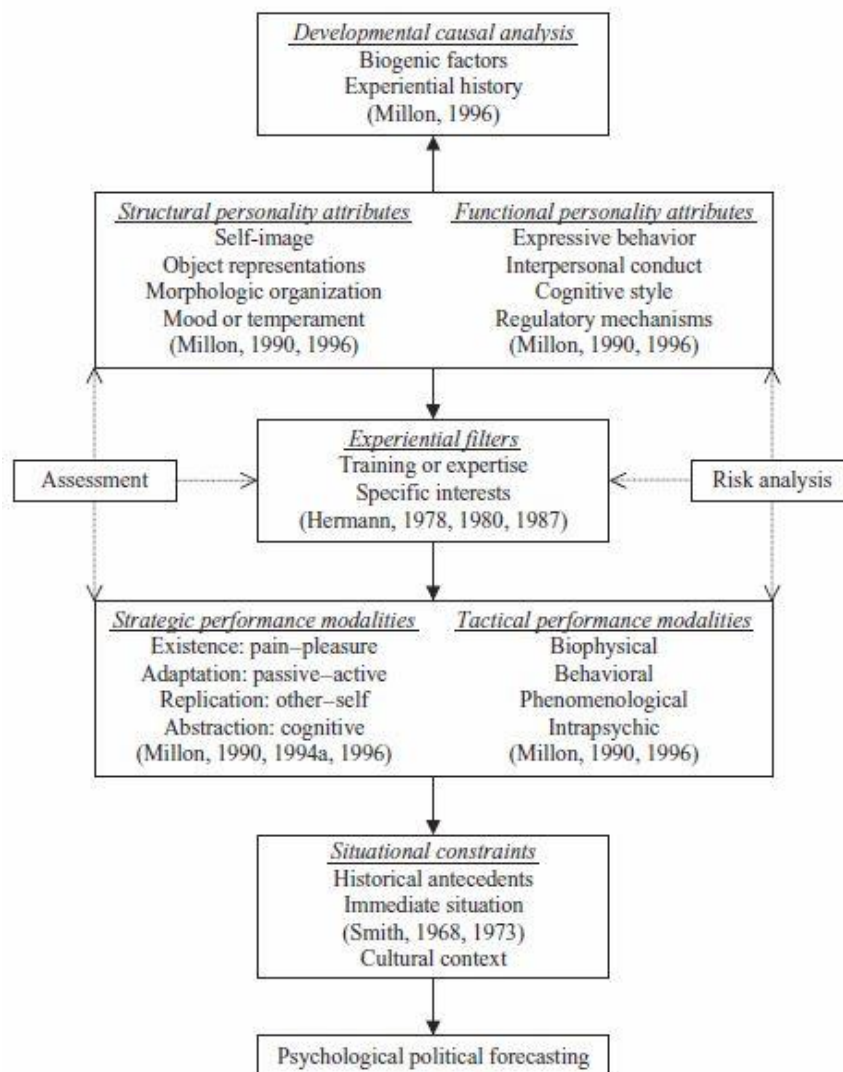 Developmental causal analysis
Biogenic factors
Experiential history
(Millon, 1996)
Structural personality attributes
Self-image
Object representations
Morphologic organization
Mood or temperament
(Millon, 1990, 1996)
Functional personality attributes
Expressive behavior
Interpersonal conduct
Cognitive style
Regulatory mechanisms
(Millon, 1990, 1996)
Experiential filters
Training or expertise
Specific interests
(Hermann, 1978, 1980, 1987)
Assessment
Risk analysis
Strategic performance modalities
Existence: pain–pleasure
Adaptation: passive–active
Replication: other–self
Abstraction: cognitive
(Millon, 1990, 1994a, 1996)
Tactical performance modalities
Biophysical
Behavioral
Phenomenological
Intrapsychic
(Millon, 1990, 1996)
Situational constraints
Historical antecedents
Immediate situation
(Smith, 1968, 1973)
Cultural context
Psychological political forecasting